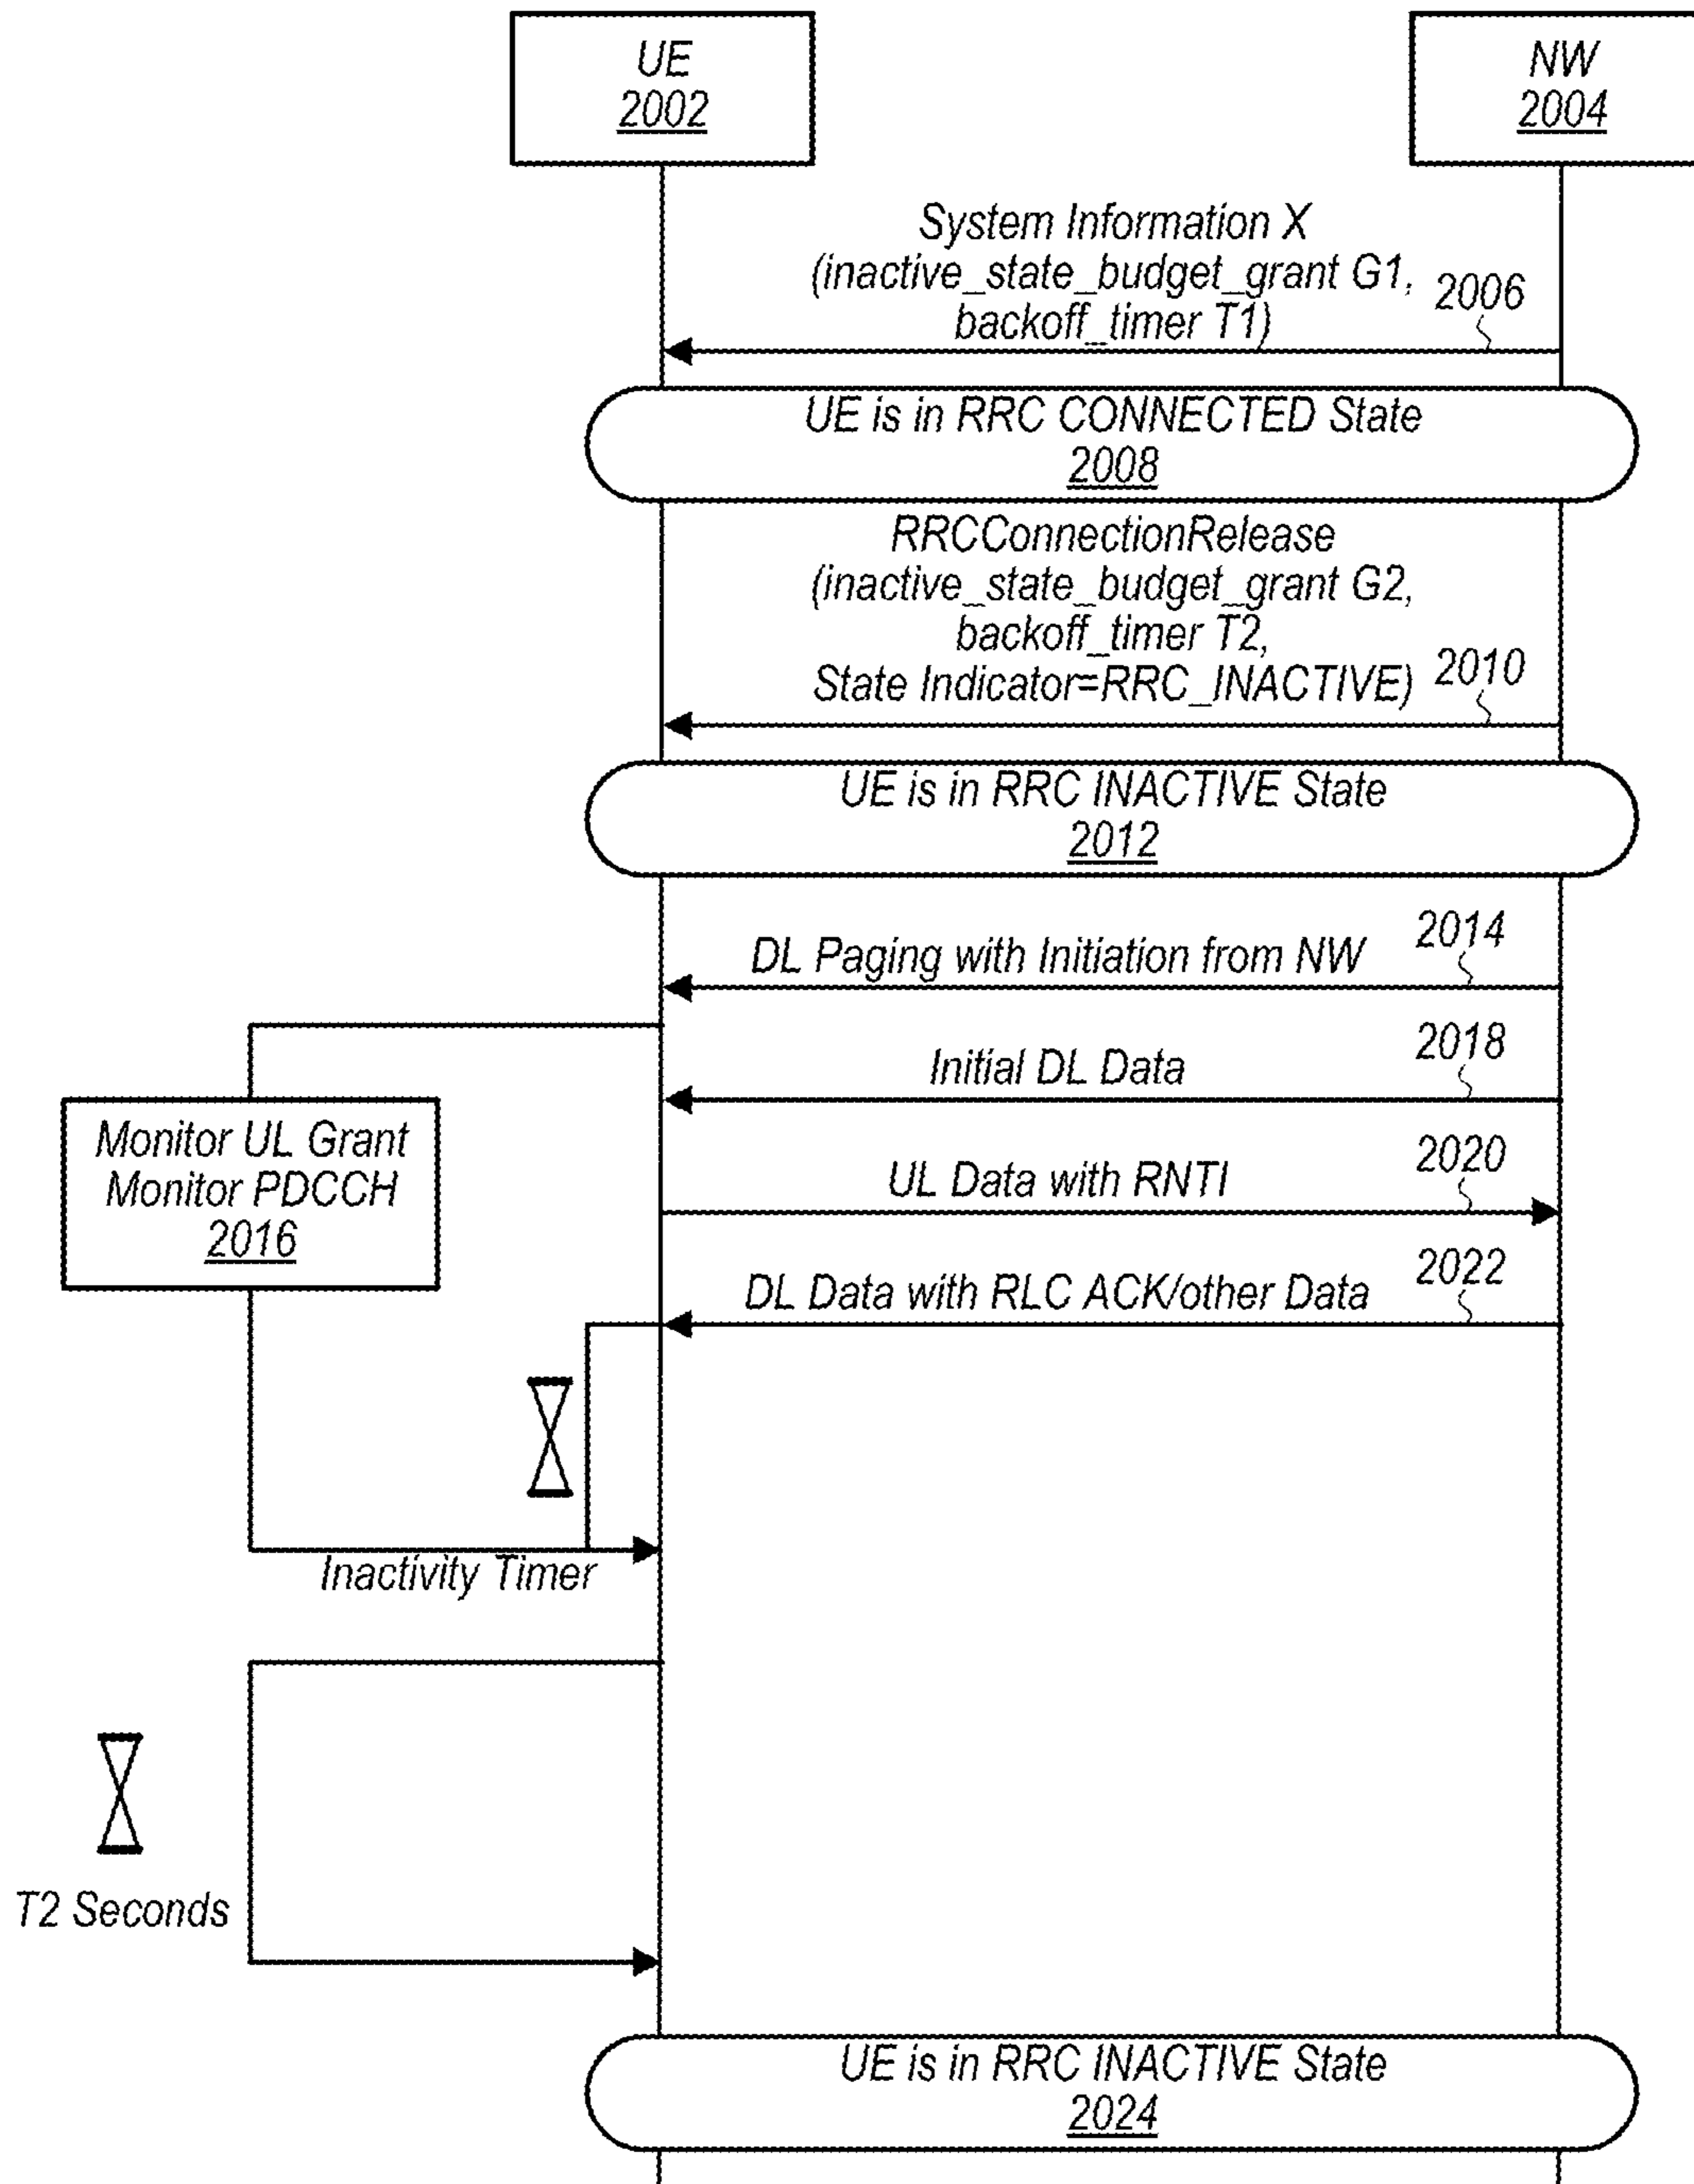 UE
2002
NW
2004
System Information X
(inactive_state_budget_grant G1,
backoff_timer T1)
2006
UE is in RRC CONNECTED State
2008
RRCConnectionRelease
(inactive_state_budget_grant G2,
backoff_timer T2,
State Indicator=RRC_INACTIVE)
2010
UE is in RRC INACTIVE State
2012
DL Paging with Initiation from NW
2014
Initial DL Data
2018
Monitor UL Grant
Monitor PDCCH
2016
UL Data with RNTI
2020
DL Data with RLC ACK/other Data
2022
Inactivity Timer
T2 Seconds
UE is in RRC INACTIVE State
2024